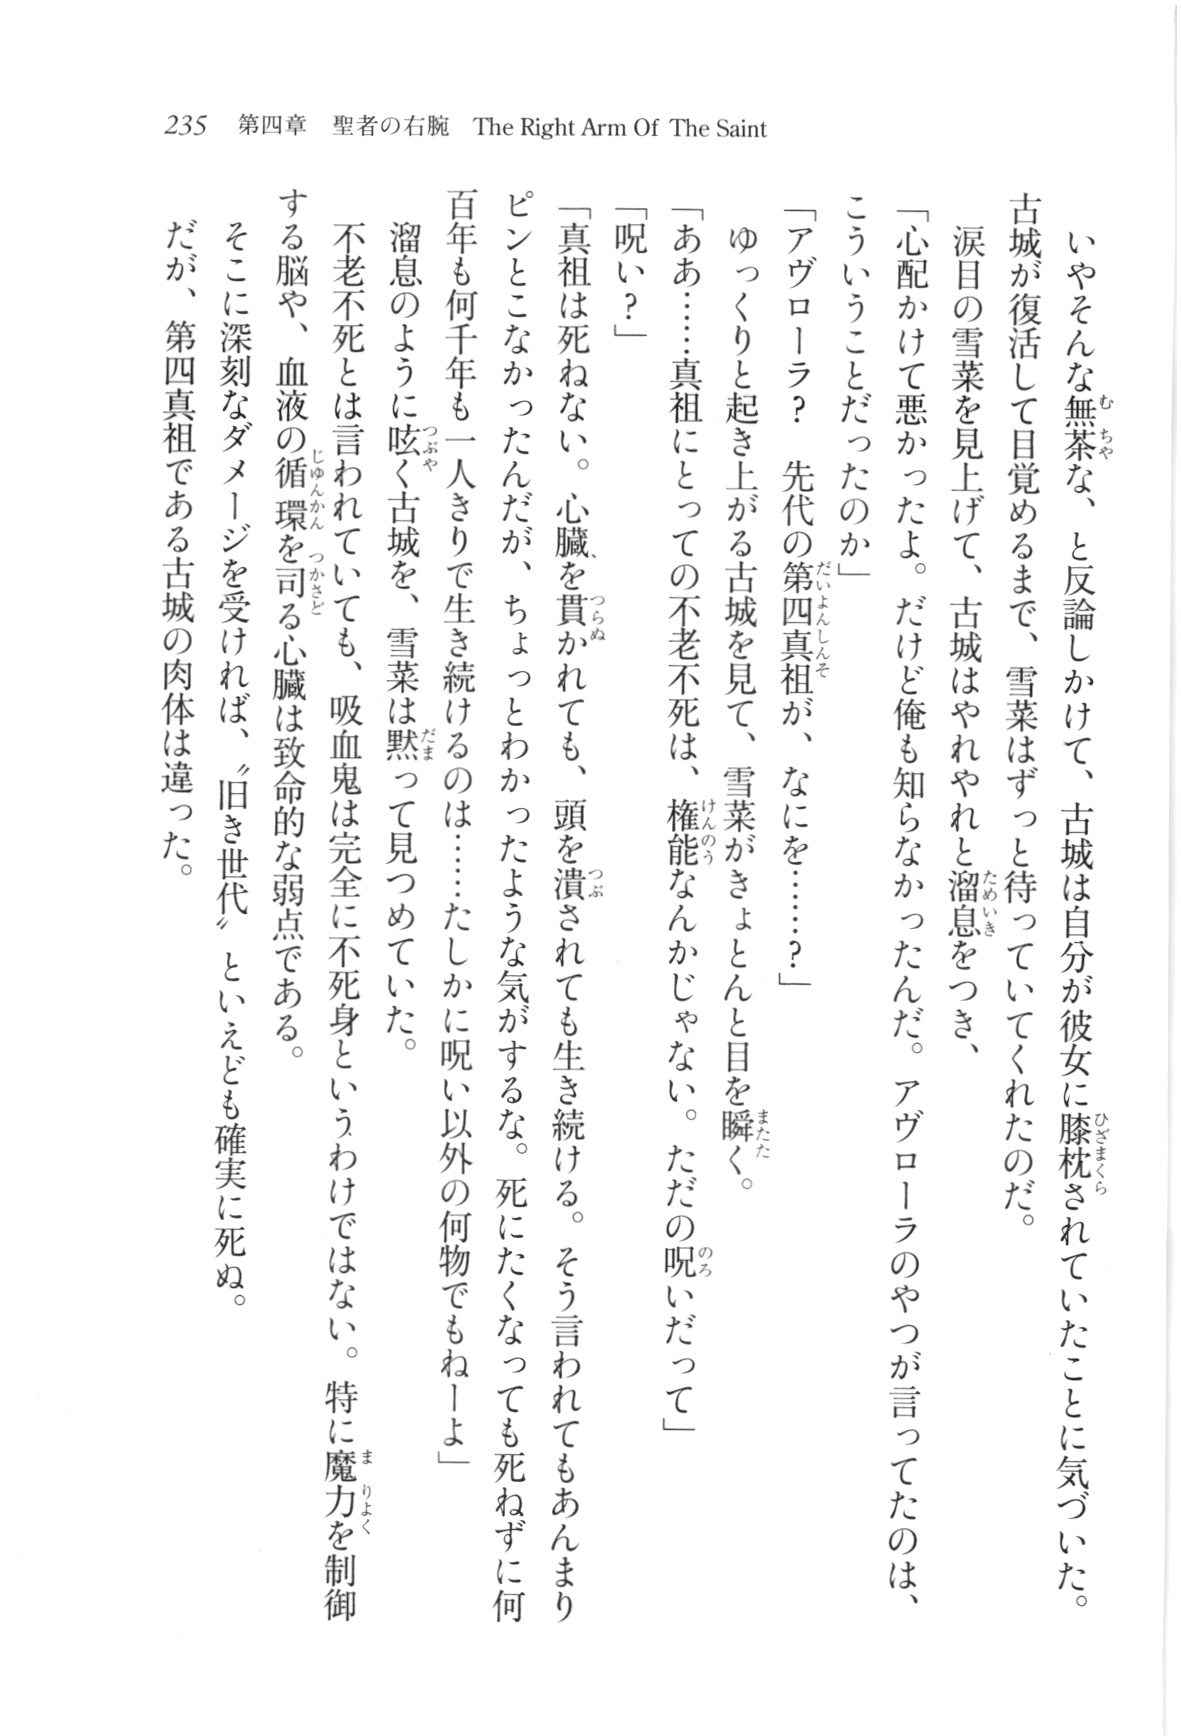 235　第四章　聖者の右腕　The Right Arm Of The Saint
いやそんな無茶な、と反論しかけて、古城は自分が彼女に膝枕されていたことに気づいた。
古城が復活して目覚めるまで、雪菜はずっと待っていてくれたのだ。
涙目の雪菜を見上げて、古城はやれやれと溜息をつき、
「心配かけて悪かったよ。だけど俺も知らなかったんだ。アヴローラのやつが言ってたのは、
こういうことだったのか」
「アヴローラ？　先代の第四真祖が、なにを……？」
ゆっくりと起き上がる古城を見て、雪菜がきょとんと目を瞬く。
「ああ……真祖にとっての不老不死は、権能なんかじゃない。ただの呪いだって」
「呪い？」
「真祖は死ねない。心臓を貫かれても、頭を潰されても生き続ける。そう言われてもあんまり
ピンとこなかったんだが、ちょっとわかったような気がするな。死にたくなっても死ねずに何
百年も何千年も一人きりで生き続けるのは……たしかに呪い以外の何物でもねーよ」
溜息のように呟く古城を、雪菜は黙って見つめていた。
不老不死とは言われていても、吸血鬼は完全に不死身というわけではない。特に魔力を制御
する脳や、血液の循環を司る心臓は致命的な弱点である。
そこに深刻なダメージを受ければ、〝旧き世代〟といえども確実に死ぬ。
だが、第四真祖である古城の肉体は違った。